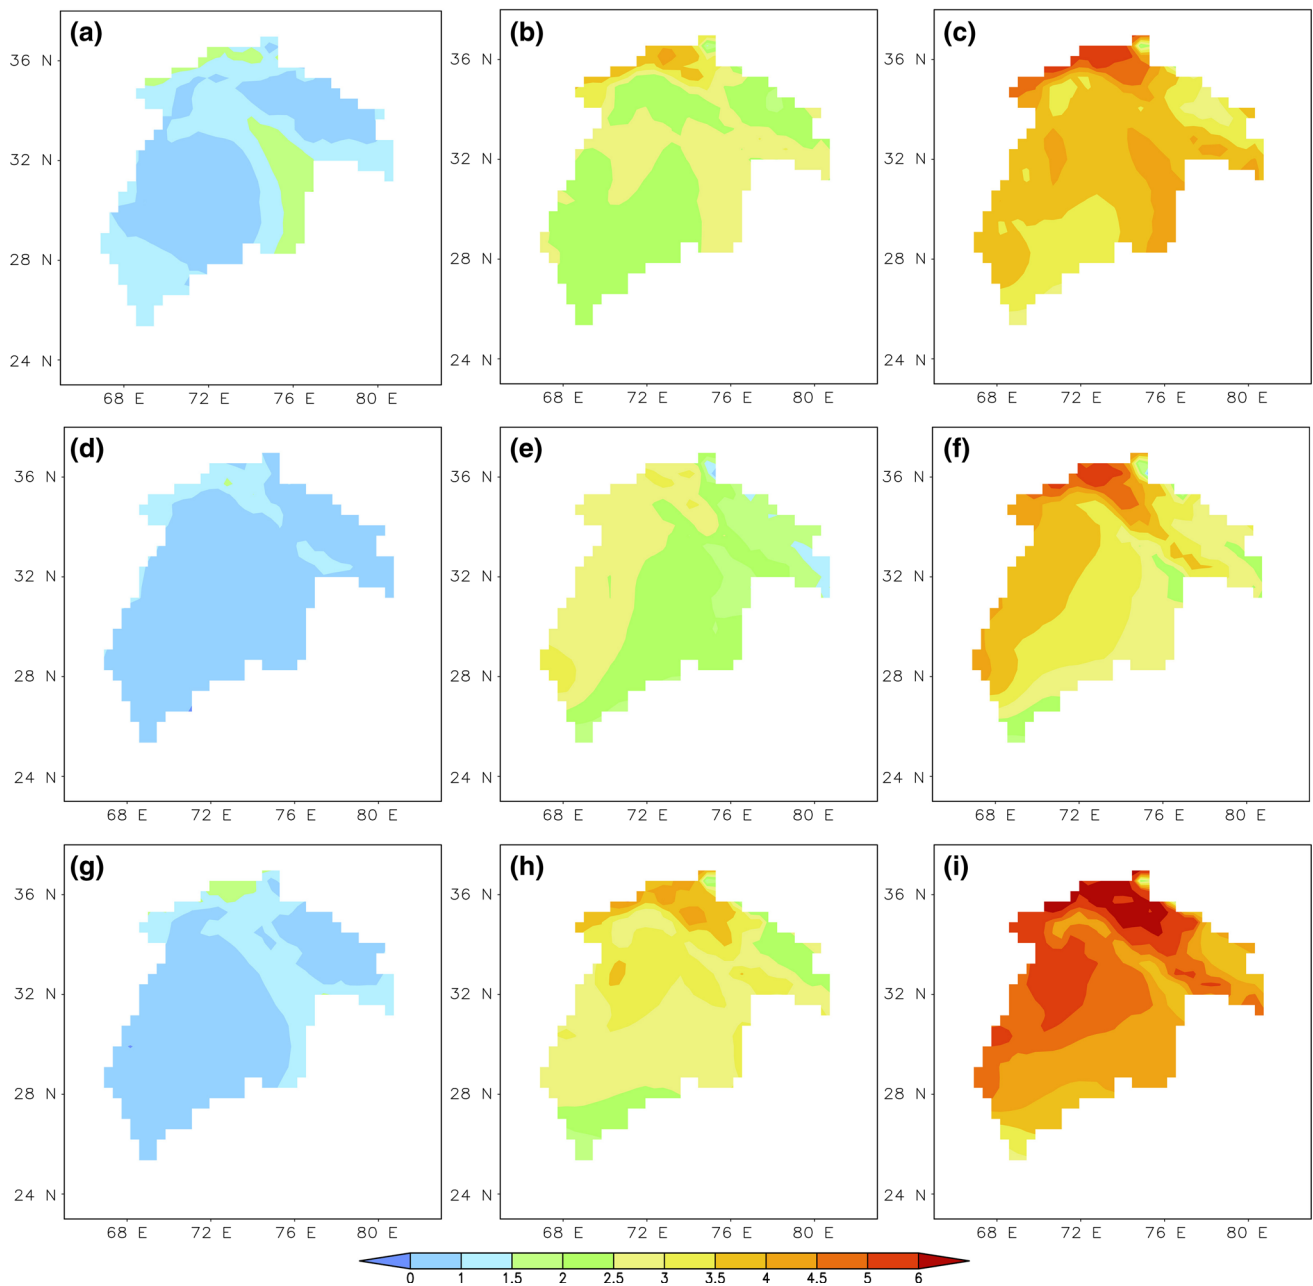 (a) (b) (c)
36 N 36 N 36 N
32 N 32 N 32 N
28 N 28 N 28 N
24 N 24 N 24 N
68 E 72 E 76 E 80 E 68 E 72 E 76 E 80 E 68 E 72 E 76 E 80 E
(d) (e) (f)
36 N 36 N 36 N
32 N 32 N 32 N
28 N 28 N 28 N
24 N 24 N 24 N
68 E 72 E 76 E 80 E 68 E 72 E 76 E 80 E 68 E 72 E 76 E 80 E
(g) (h) (i)
36 N 36 N 36 N
32 N 32 N 32 N
28 N 28 N 28 N
24 N 24 N 24 N
68 E 72 E 76 E 80 E 68 E 72 E 76 E 80 E 68 E 72 E 76 E 80 E
0 1 1.5 2 2.5 3 3.5 4 4.5 5 6